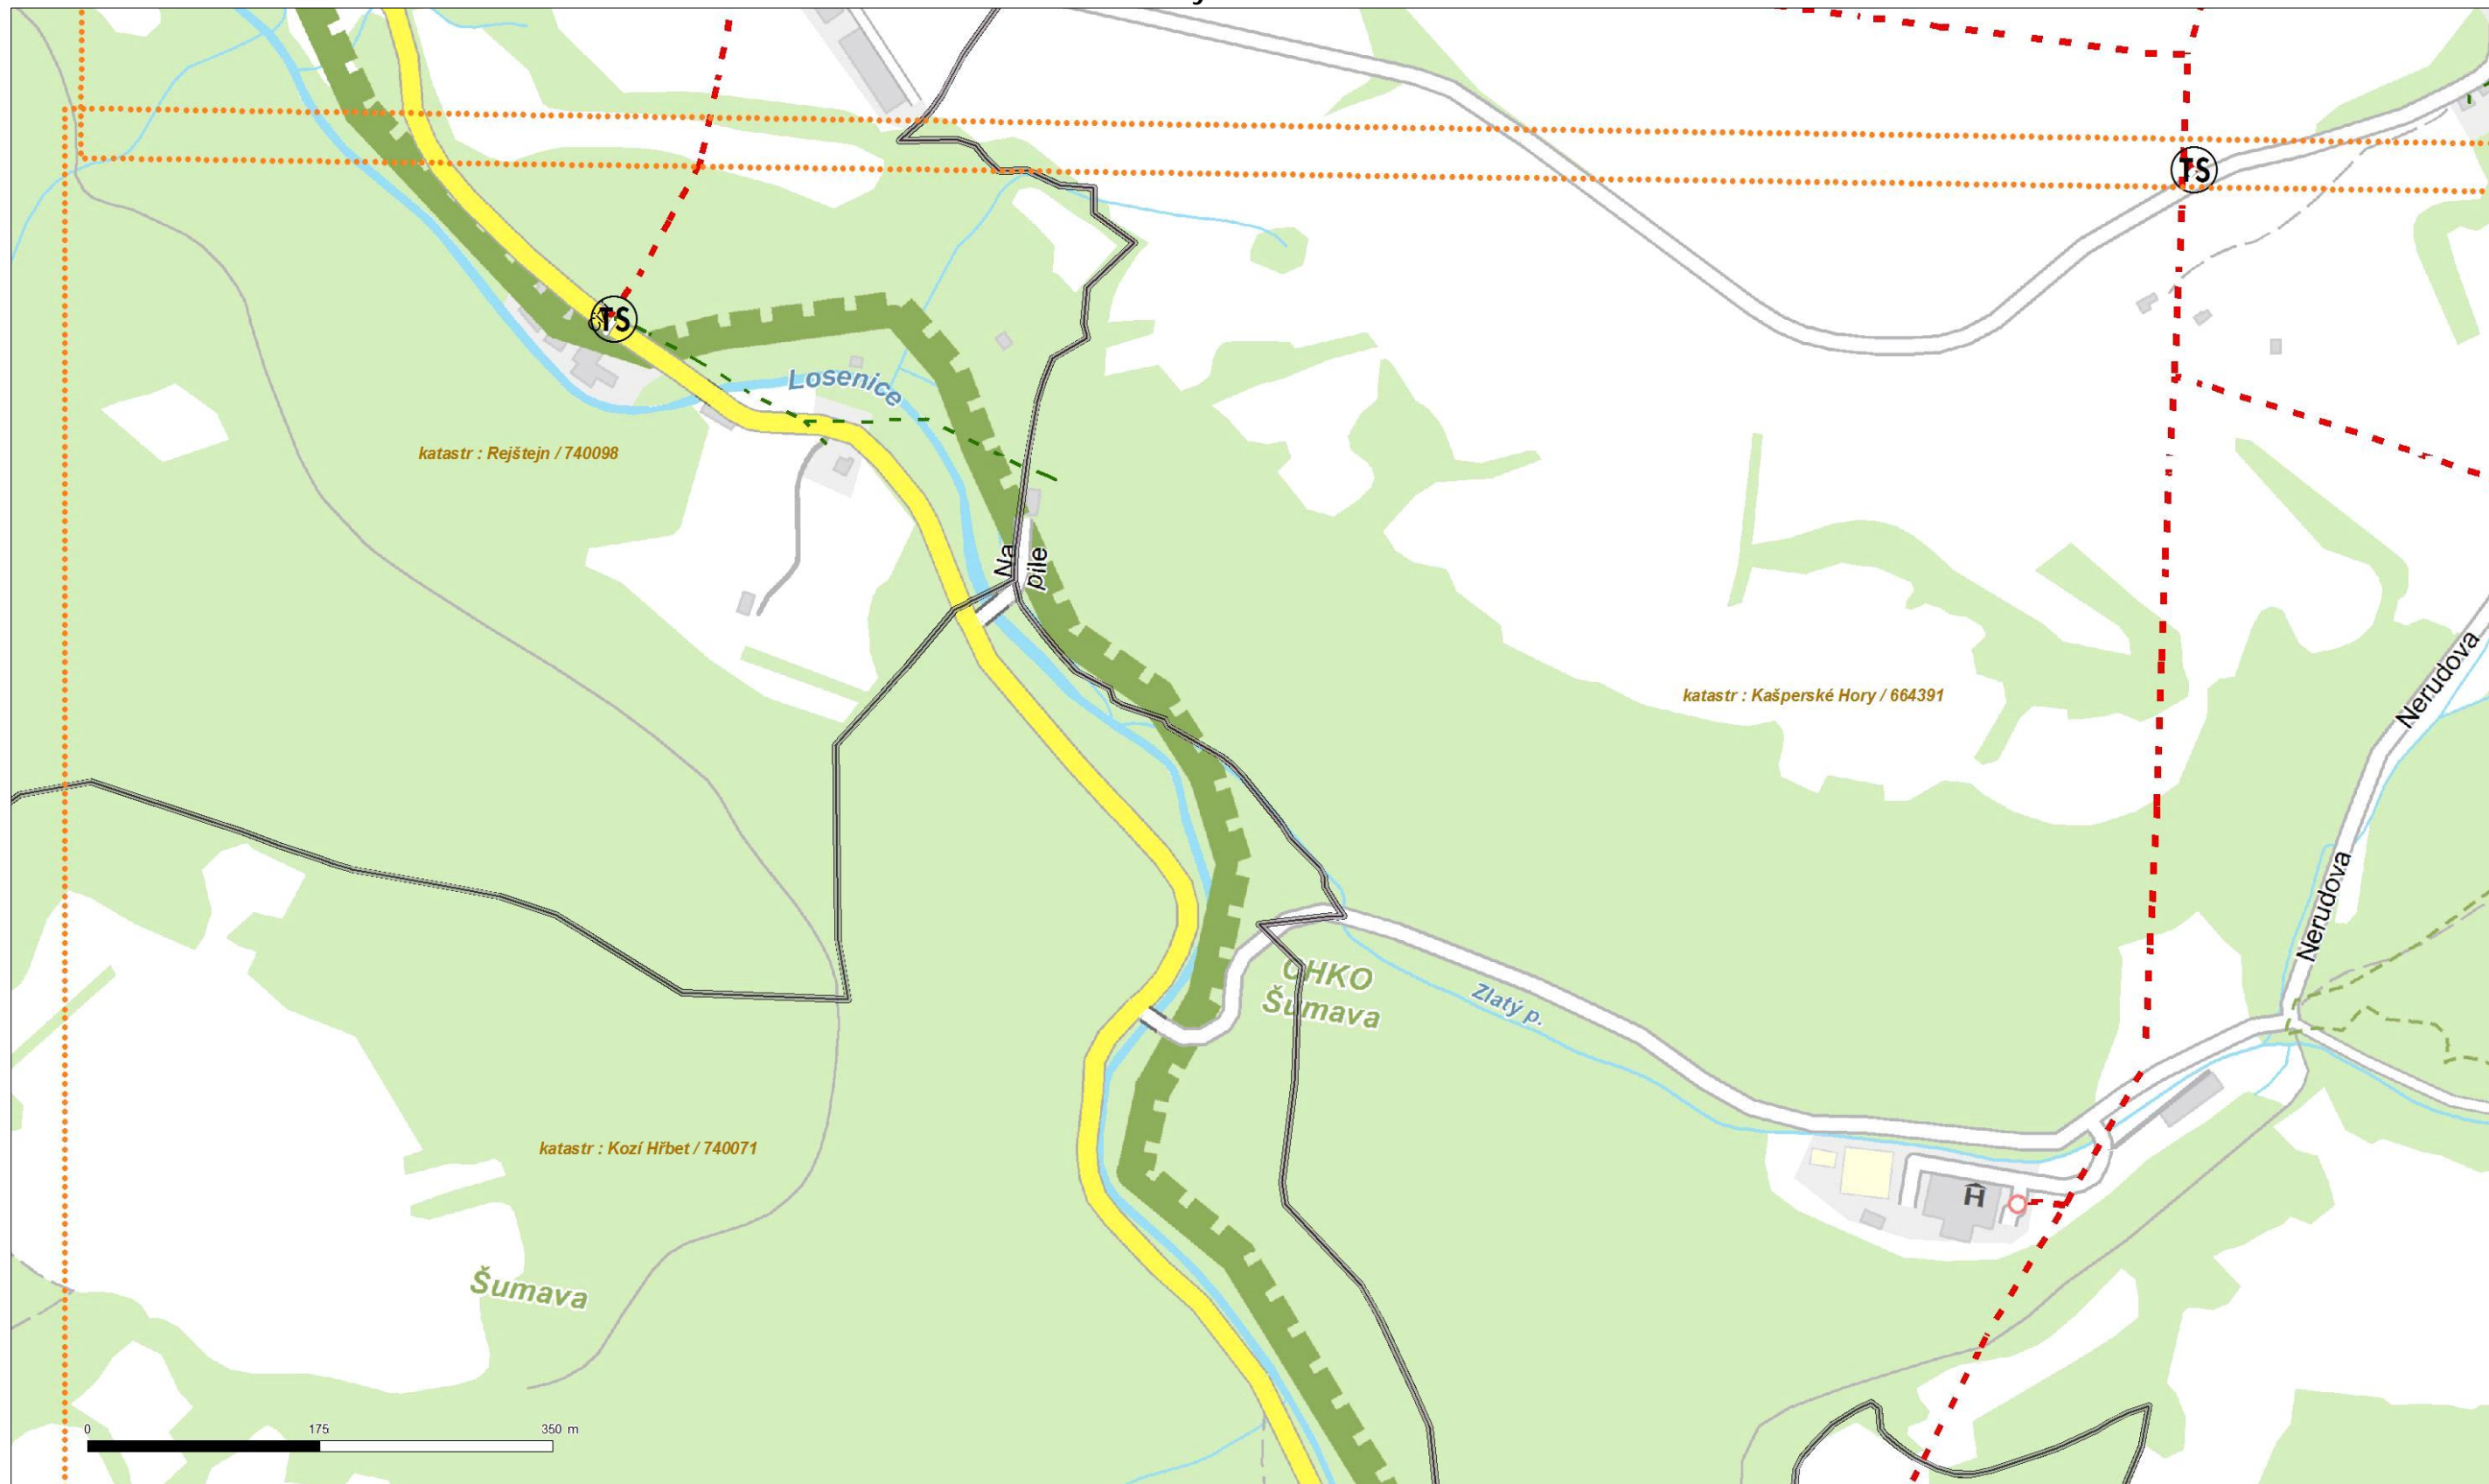 TS
TS
Losenice
katastr : Rejštejn / 740098
Na
pile
katastr : Kašperské Hory / 664391
Nerudova
Nerudova
CHKO
Šumava
Zlatý p.
katastr : Kozí Hřbet / 740071
H
Šumava
0 175 350 m